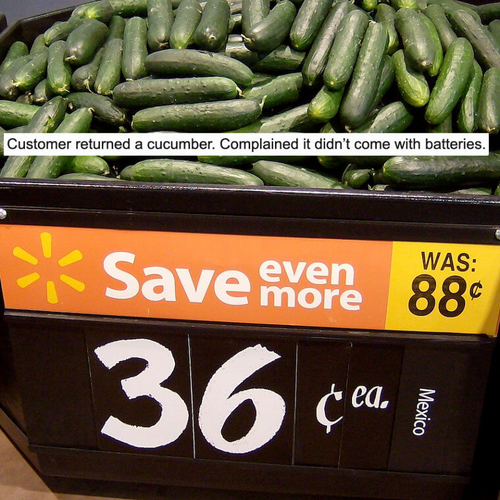 Customer returned a cucumber. Complained it didn't come with batteries.
Save even more
WAS:
88¢
36¢ ea.
Mexico